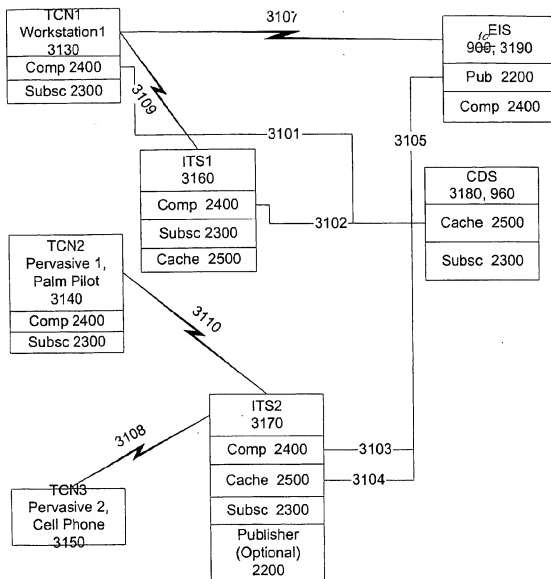 TCN1
Workstation1
3130
Comp 2400
Subsc 2300
3107
EIS
900, 3190
Pub 2200
Comp 2400
3109
3101
3105
ITS1
3160
Comp 2400
Subsc 2300
Cache 2500
3102
CDS
3180, 960
Cache 2500
Subsc 2300
TCN2
Pervasive 1,
Palm Pilot
3140
Comp 2400
Subsc 2300
3110
ITS2
3170
Comp 2400
Cache 2500
Subsc 2300
Publisher
(Optional)
2200
3103
3104
3108
TCN3
Pervasive 2,
Cell Phone
3150